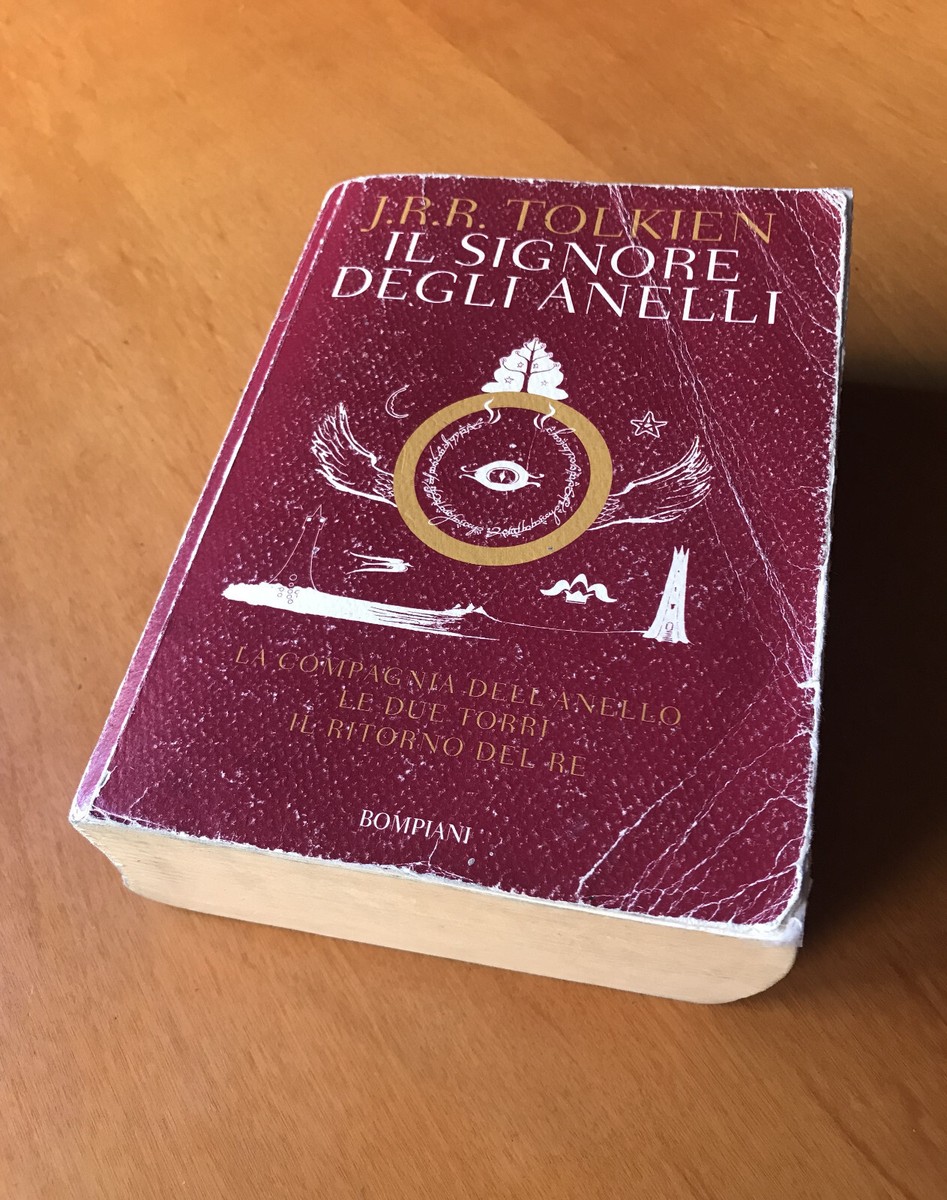 J.R.R. TOLKIEN
IL SIGNORE
DEGLI ANELLI
LA COMPAGNIA DELL'ANELLO
LE DUE TORRI
IL RITORNO DEL RE
BOMPIANI